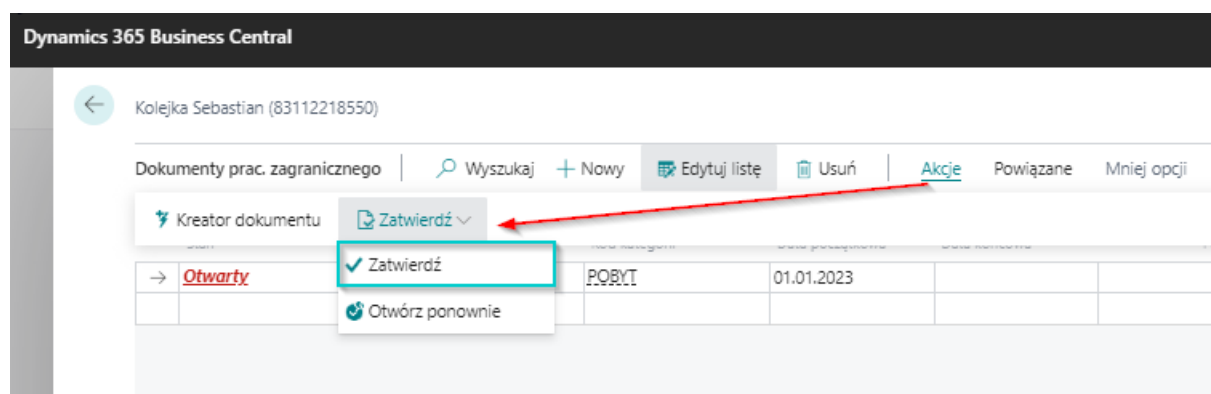 Dynamics 365 Business Central
Kolejka Sebastian (83112218550)
Dokumenty prac. zagranicznego Wyszukaj Nowy Edytuj listę Usuń Akcje Powiązane Mniej opcji
Kreator dokumentu Zatwierdź
Zatwierdź
Otwarty POBYT 01.01.2023
Otwórz ponownie